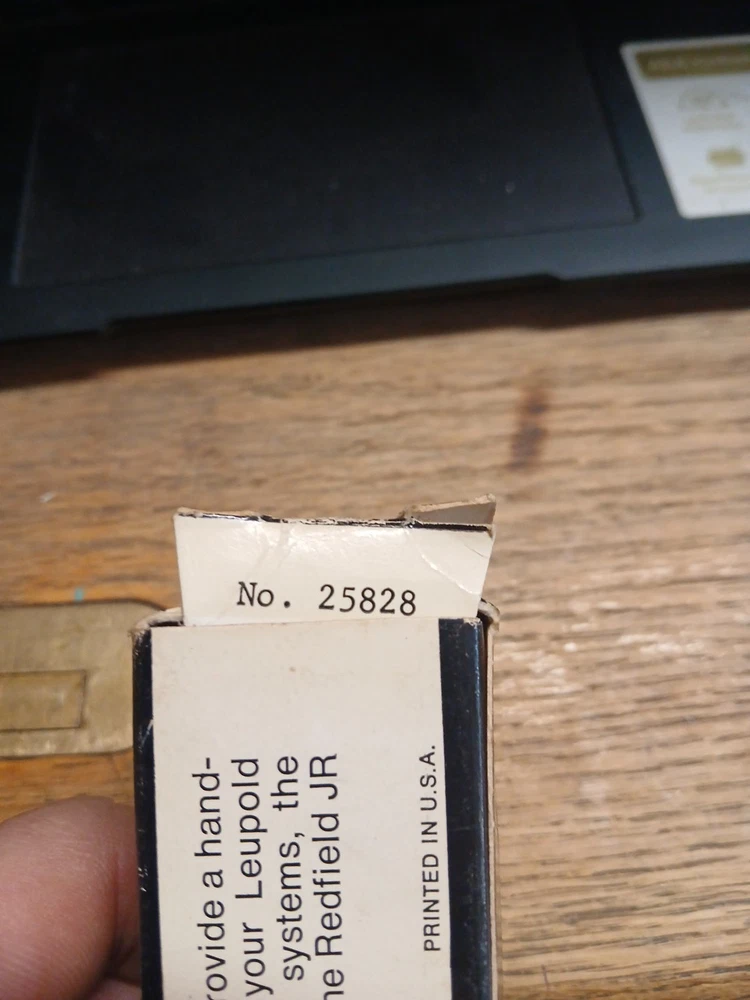 No. 25828
rovide a hand-
your Leupold
systems, the
ne Redfield JR
PRINTED IN U.S.A.